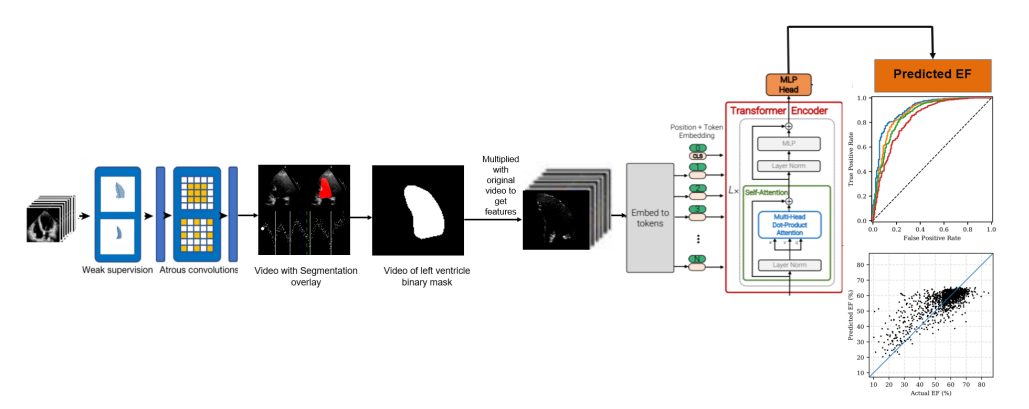 Weak supervision
Atrous convolutions
Video with Segmentation
overlay
Video of left ventricle
binary mask
Multiplied
with
original
video to
get
features
Embed to
tokens
Position + Token
Embedding
0
CLS
1
2
3
N
L×
Transformer Encoder
MLP
Layer Norm
Self-Attention
Multi-Head
Dot-Product
Attention
Layer Norm
MLP
Head
Predicted EF
True Positive Rate
1.0
0.8
0.6
0.4
0.2
0.0
0.0 0.2 0.4 0.6 0.8 1.0
False Positive Rate
Predicted EF (%)
80
70
60
50
40
30
20
10
10 20 30 40 50 60 70 80
Actual EF (%)